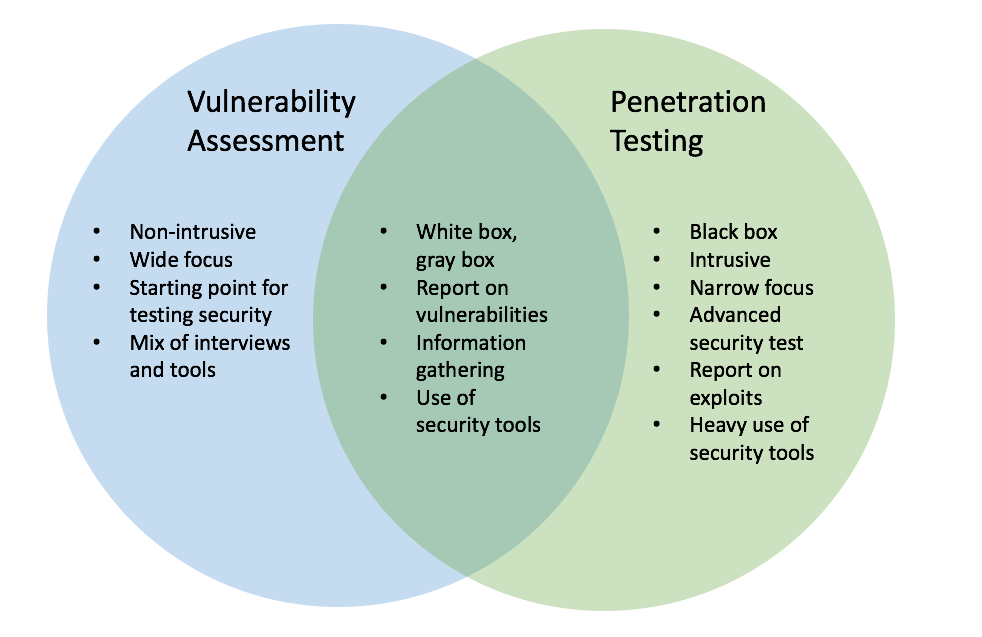 Vulnerability
Assessment
• Non-intrusive
• Wide focus
• Starting point for
testing security
• Mix of interviews
and tools
• White box,
gray box
• Report on
vulnerabilities
• Information
gathering
• Use of
security tools
Penetration
Testing
• Black box
• Intrusive
• Narrow focus
• Advanced
security test
• Report on
exploits
• Heavy use of
security tools